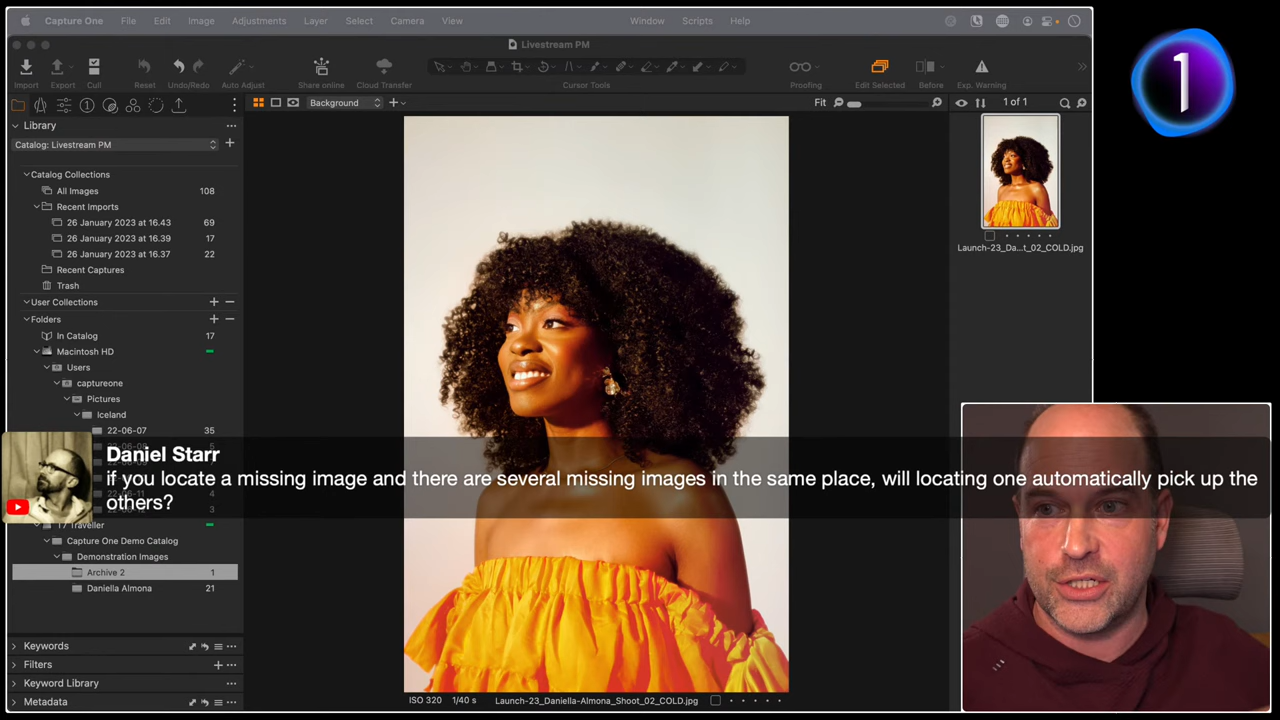 Capture One File Edit Image Adjustments Layer Select Camera View Window Scripts Help
Livestream PM
Import Export Cull Reset Undo/Redo Auto Adjust Share online Cloud Transfer Cursor Tools Proofing Edit Selected Before Exp. Warning
Background
Fit
1 of 1
Library
Catalog: Livestream PM
Catalog Collections
All Images 108
Recent Imports
26 January 2023 at 16.43 69
26 January 2023 at 16.39 17
26 January 2023 at 16.37 22
Recent Captures
Trash
User Collections
Folders
In Catalog 17
Macintosh HD
Users
captureone
Pictures
Iceland
22-06-07 35
Launch-23_Da...t_02_COLD.jpg
Daniel Starr
if you locate a missing image and there are several missing images in the same place, will locating one automatically pick up the
others?
4
3
T7 Traveller
Capture One Demo Catalog
Demonstration Images
Archive 2 1
Daniella Almona 21
Keywords
Filters
Keyword Library
Metadata
ISO 320 1/40 s Launch-23_Daniella-Almona_Shoot_02_COLD.jpg
1